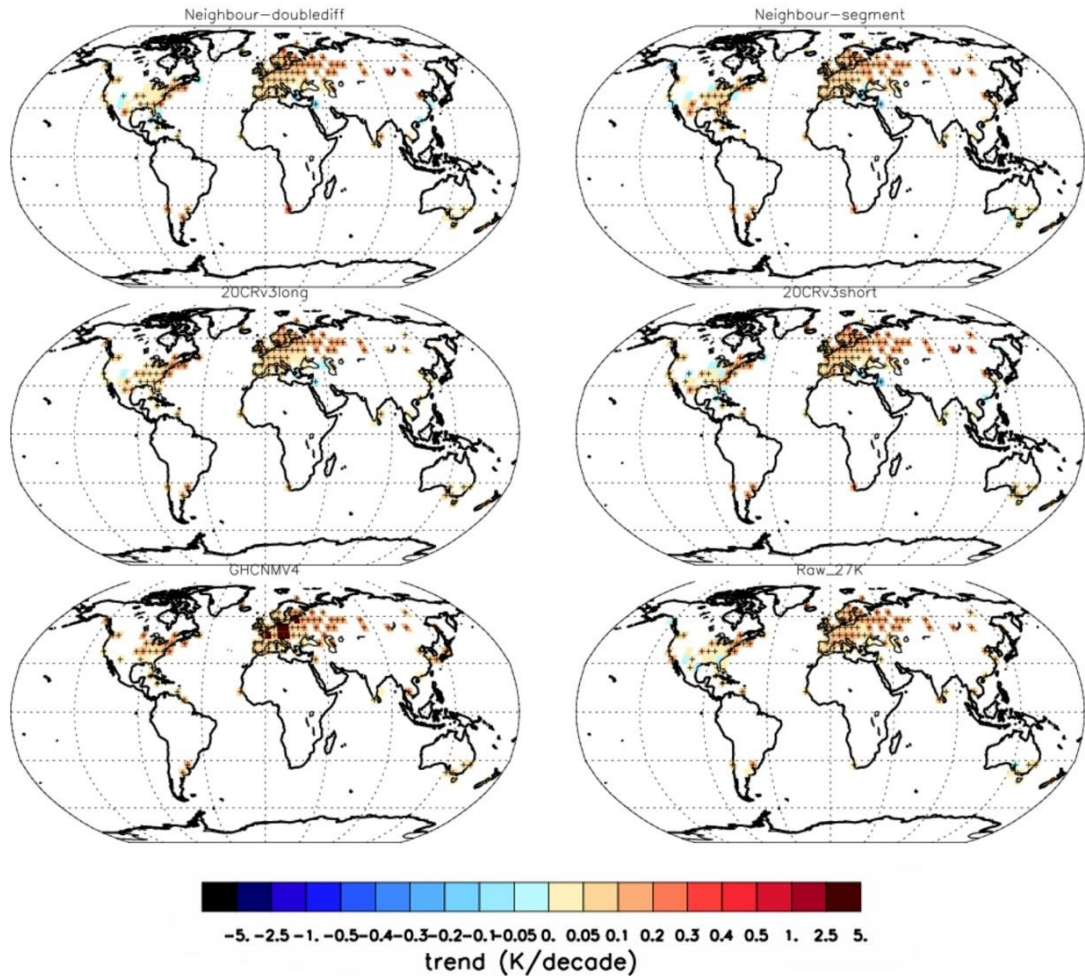 Neighbour-doublediff
Neighbour-segment
20CRv3long
20CRv3short
GHCNMV4
Raw_27K
-5. -2.5 -1. -0.5-0.4-0.3-0.2-0.1-0.05 0. 0.05 0.1 0.2 0.3 0.4 0.5 1. 2.5 5.
trend (K/decade)